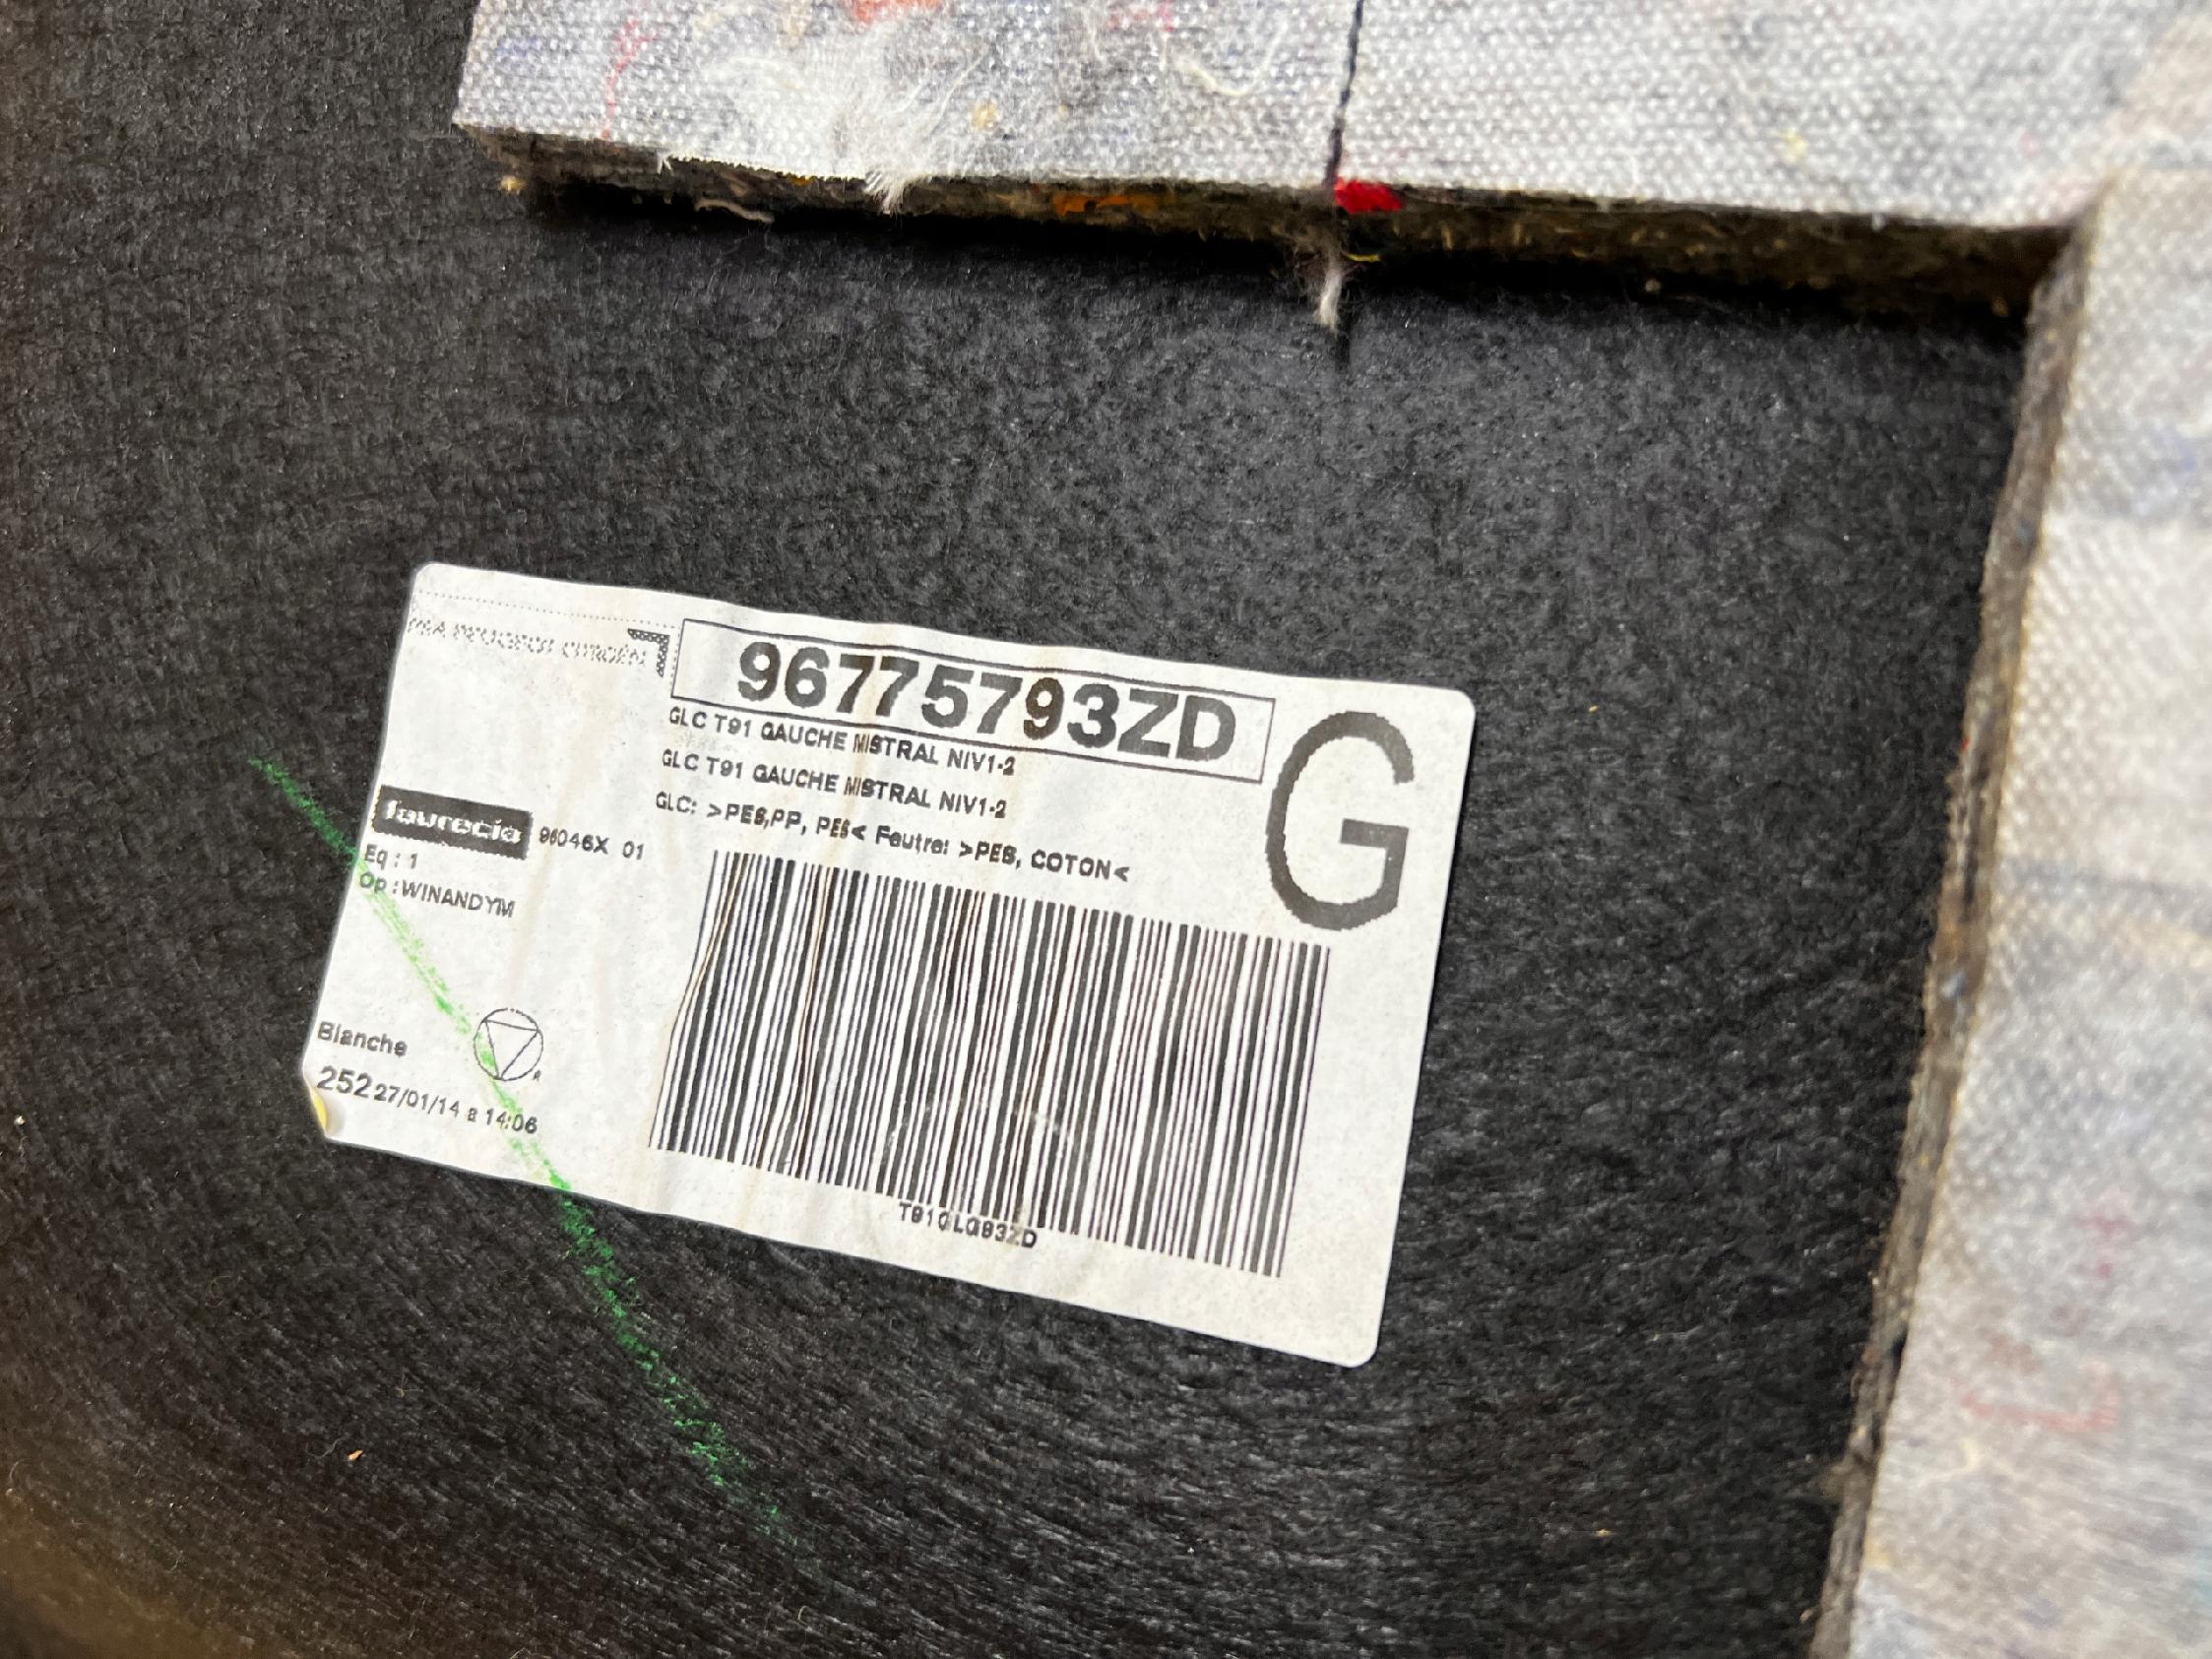 PSA PEUGEOT CITROËN
96775793ZD
G
GLC T91 GAUCHE MISTRAL NIV1-2
GLC T91 GAUCHE MISTRAL NIV1-2
GLC: >PES,PP, PES< Feutre: >PES, COTON<
faurecia 96046X 01
Eq : 1
Op :WINANDYM
Blanche
252 27/01/14 a 14:06